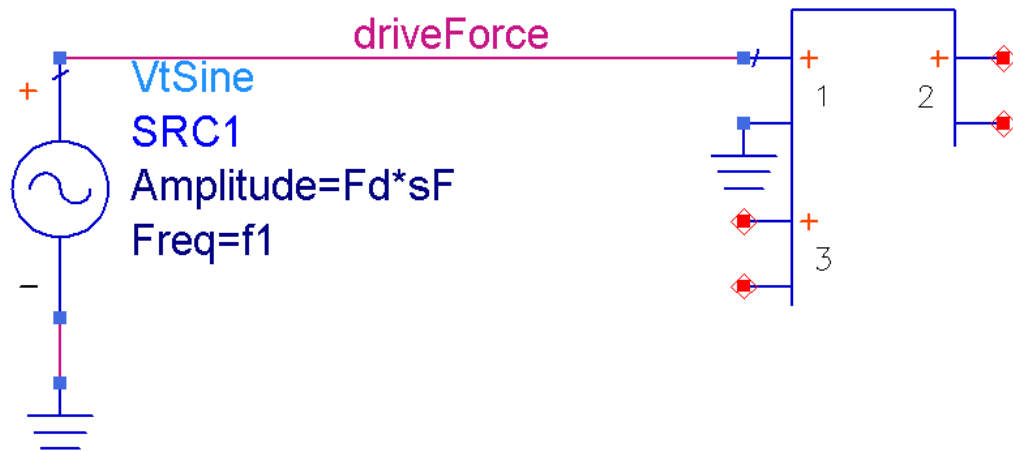 driveForce
VtSine
SRC1
Amplitude=Fd*sF
Freq=f1
+
−
+
1
+
2
+
3